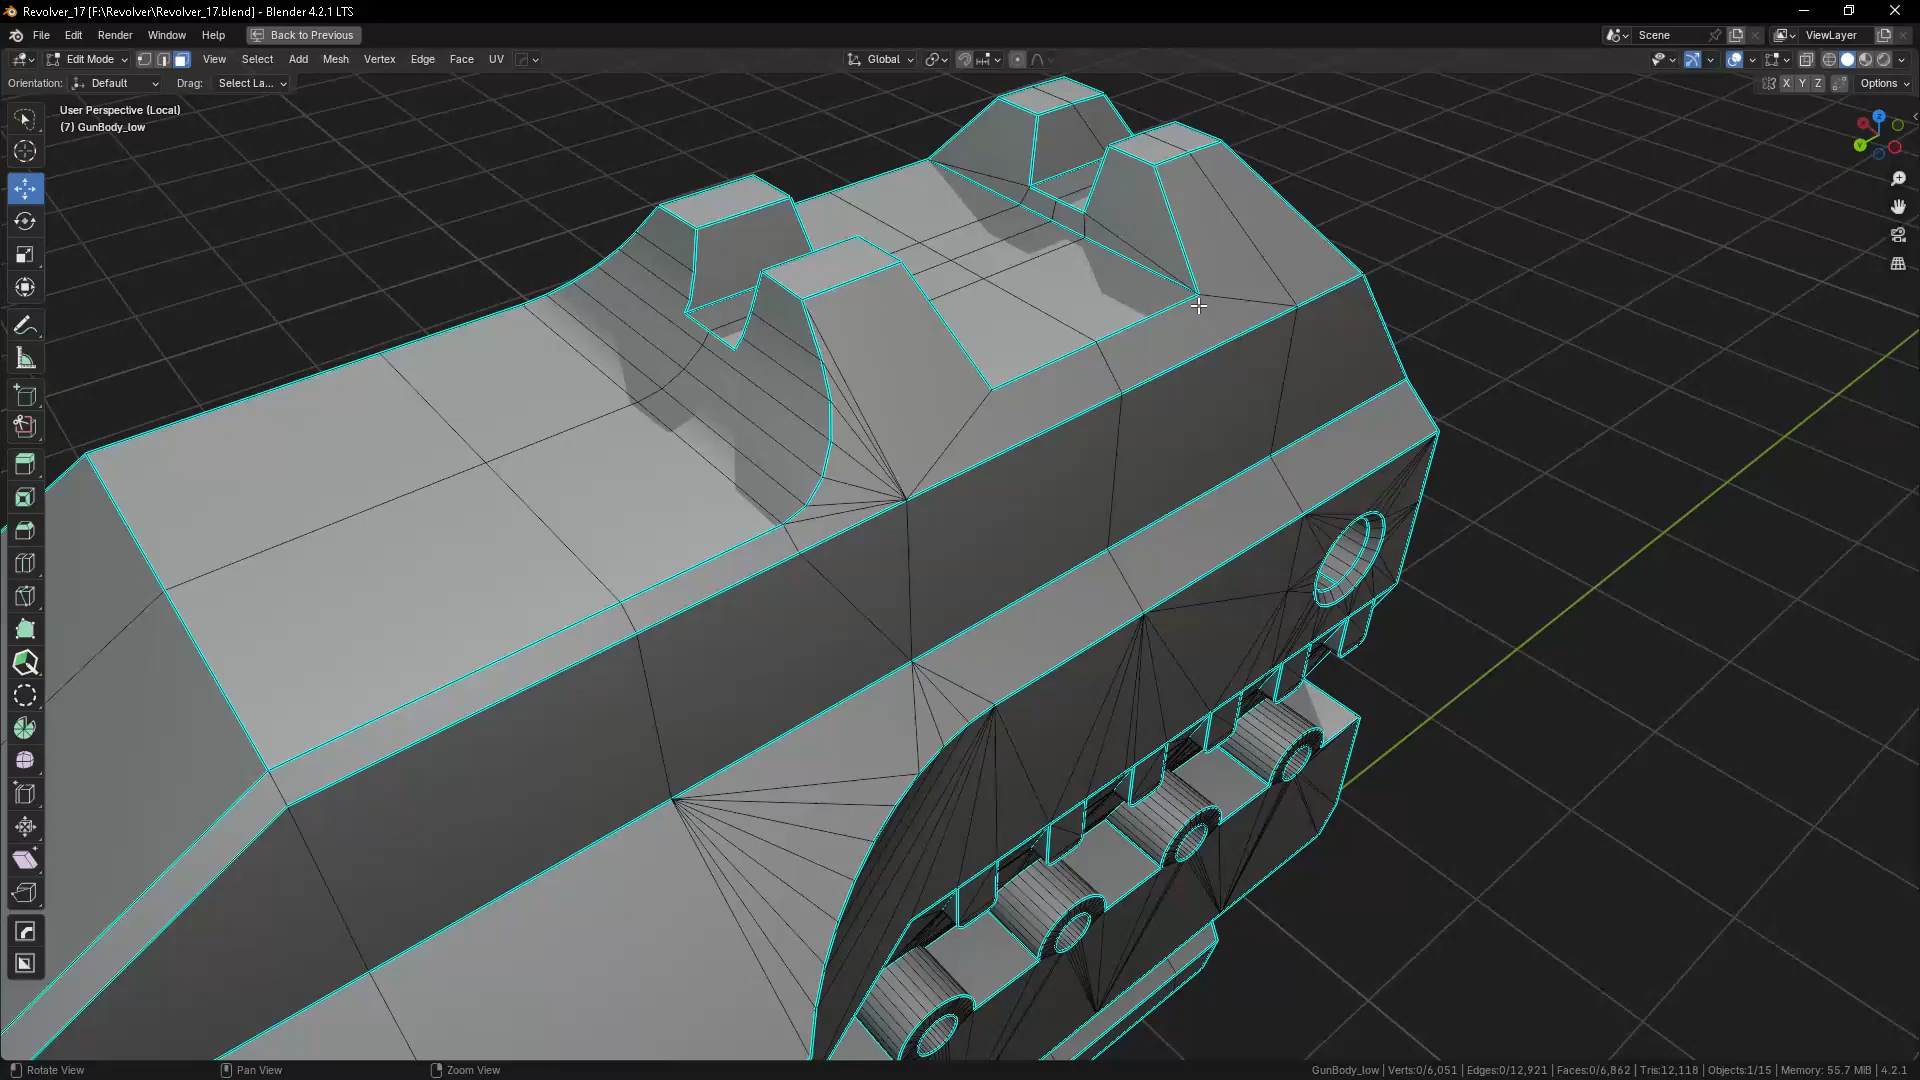 Revolver_17 [F:\Revolver\Revolver_17.blend] - Blender 4.2.1 LTS
File Edit Render Window Help Back to Previous Scene ViewLayer
Edit Mode View Select Add Mesh Vertex Edge Face UV Global
Orientation: Default Drag: Select La... X Y Z Options
User Perspective (Local)
(7) GunBody_low
Z
Y
Rotate View Pan View Zoom View GunBody_low | Verts:0/6,051 | Edges:0/12,921 | Faces:0/6,862 | Tris:12,118 | Objects:1/15 | Memory: 55.7 MiB | 4.2.1